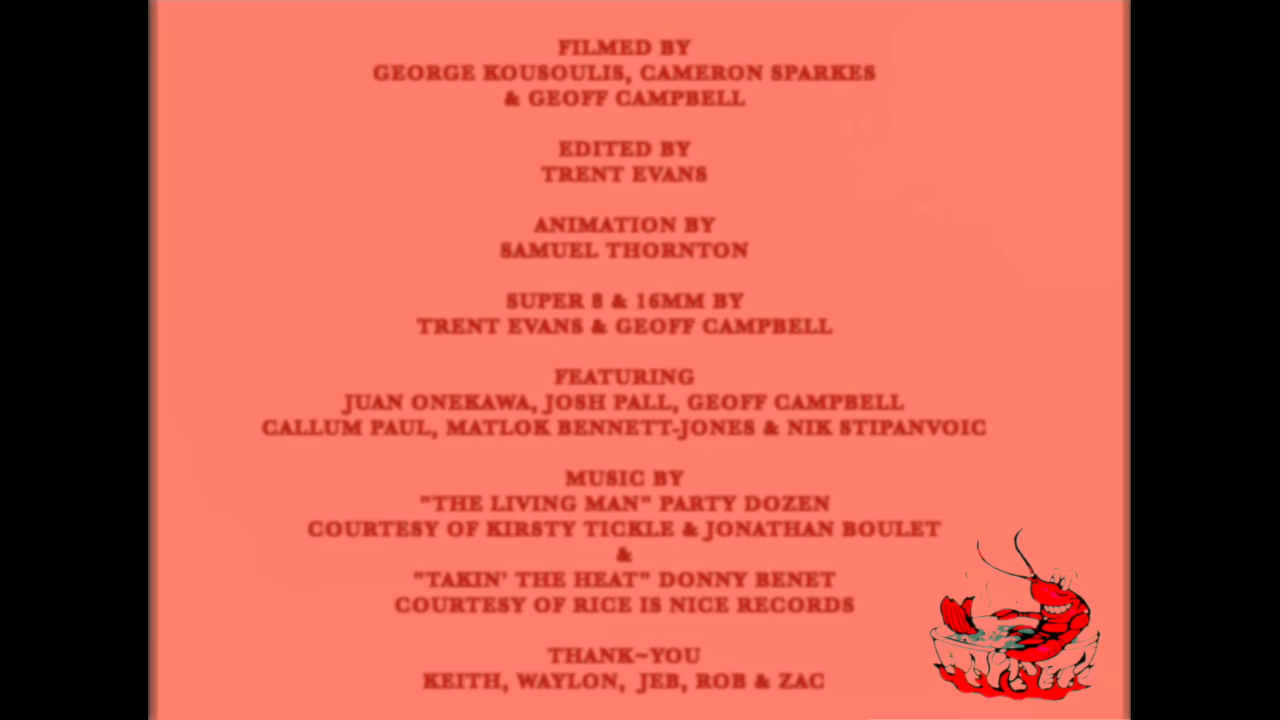 FILMED BY
GEORGE KOUSOULIS, CAMERON SPARKES
& GEOFF CAMPBELL
EDITED BY
TRENT EVANS
ANIMATION BY
SAMUEL THORNTON
SUPER 8 & 16MM BY
TRENT EVANS & GEOFF CAMPBELL
FEATURING
JUAN ONEKAWA, JOSH PALL, GEOFF CAMPBELL
CALLUM PAUL, MATLOK BENNETT-JONES & NIK STIPANVOIC
MUSIC BY
"THE LIVING MAN" PARTY DOZEN
COURTESY OF KIRSTY TICKLE & JONATHAN BOULET
&
"TAKIN' THE HEAT" DONNY BENET
COURTESY OF RICE IS NICE RECORDS
THANK~YOU
KEITH, WAYLON, JEB, ROB & ZAC